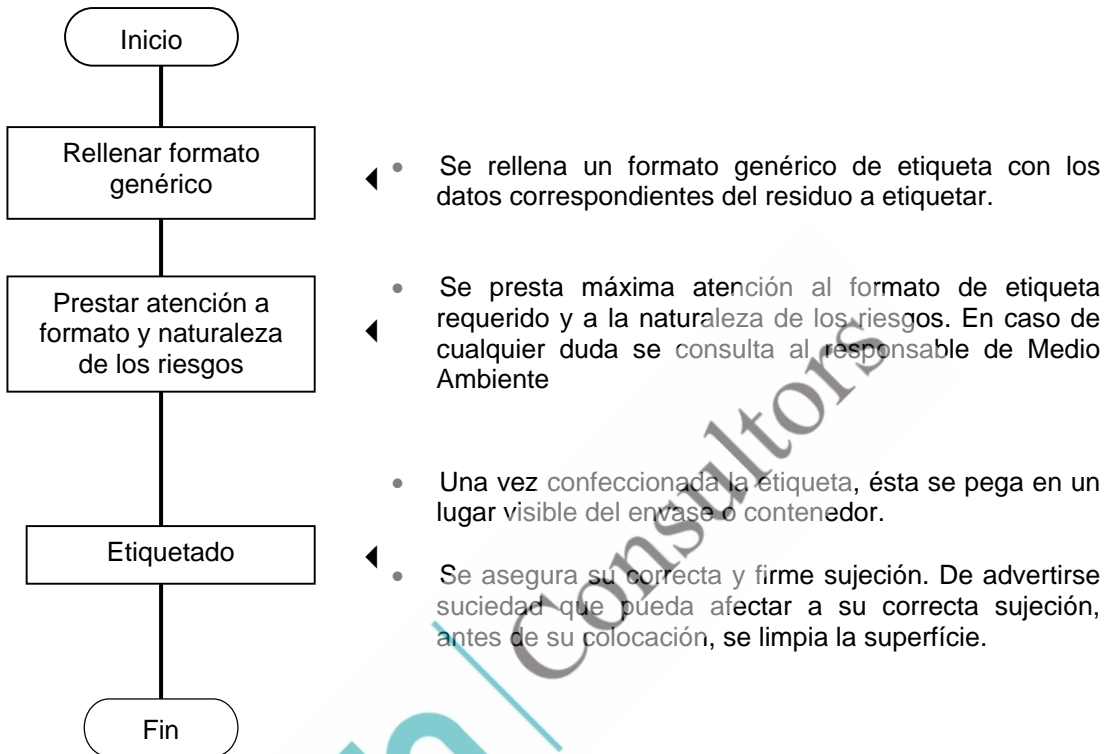 Inicio
Rellenar formato
genérico
• Se rellena un formato genérico de etiqueta con los
datos correspondientes del residuo a etiquetar.
Prestar atención a
formato y naturaleza
de los riesgos
• Se presta máxima atención al formato de etiqueta
requerido y a la naturaleza de los riesgos. En caso de
cualquier duda se consulta al responsable de Medio
Ambiente
• Una vez confeccionada la etiqueta, ésta se pega en un
lugar visible del envase o contenedor.
Etiquetado
• Se asegura su correcta y firme sujeción. De advertirse
suciedad que pueda afectar a su correcta sujeción,
antes de su colocación, se limpia la superfície.
Fin
Consultors